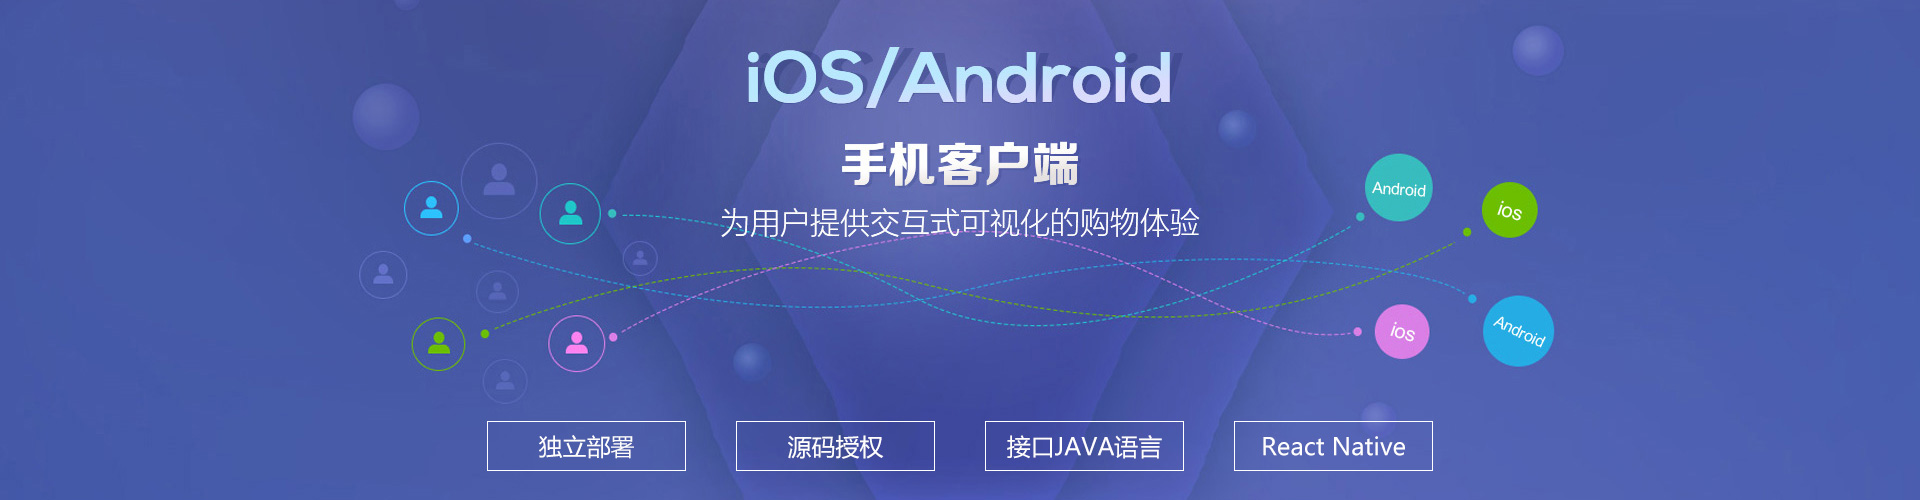 iOS/Android
手机客户端
为用户提供交互式可视化的购物体验
Android
ios
ios
Android
独立部署
源码授权
接口JAVA语言
React Native